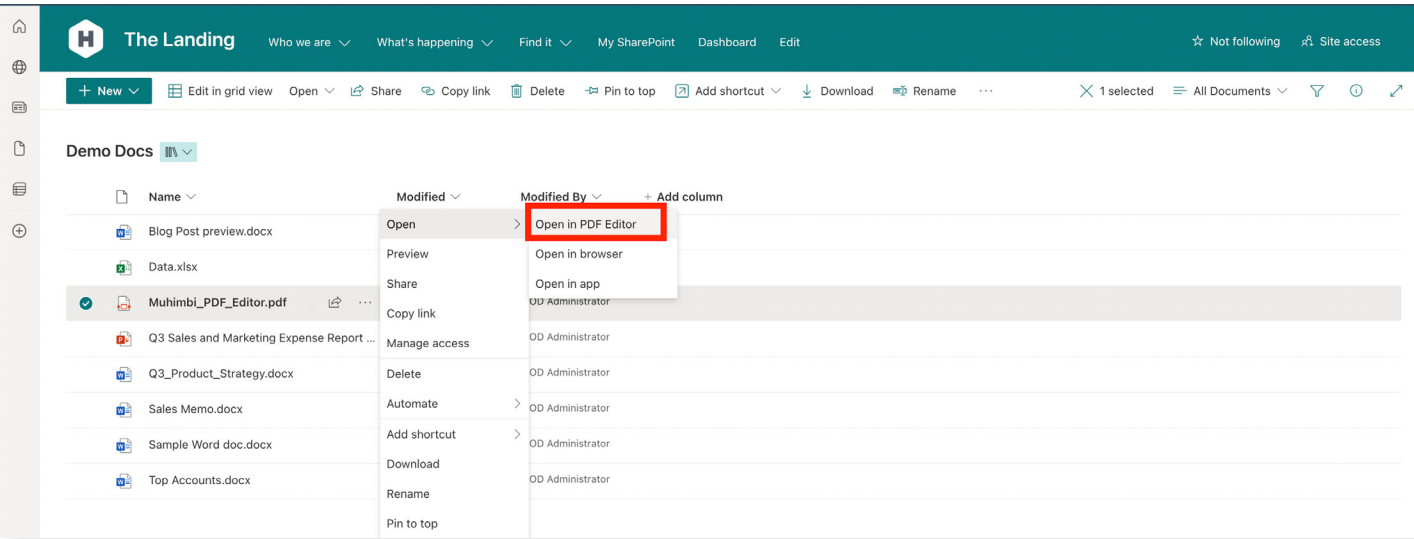 H The Landing Who we are What's happening Find it My SharePoint Dashboard Edit Not following Site access
+ New Edit in grid view Open Share Copy link Delete Pin to top Add shortcut Download Rename ... 1 selected All Documents
Demo Docs
Name Modified Modified By + Add column
Open
Open in PDF Editor
Blog Post preview.docx
Preview
Open in browser
Data.xlsx
Share
Open in app
Muhimbi_PDF_Editor.pdf ... OD Administrator
Copy link
Q3 Sales and Marketing Expense Report ... OD Administrator
Manage access
Q3_Product_Strategy.docx OD Administrator
Delete
Automate
Sales Memo.docx OD Administrator
Add shortcut
Sample Word doc.docx OD Administrator
Download
Top Accounts.docx OD Administrator
Rename
Pin to top